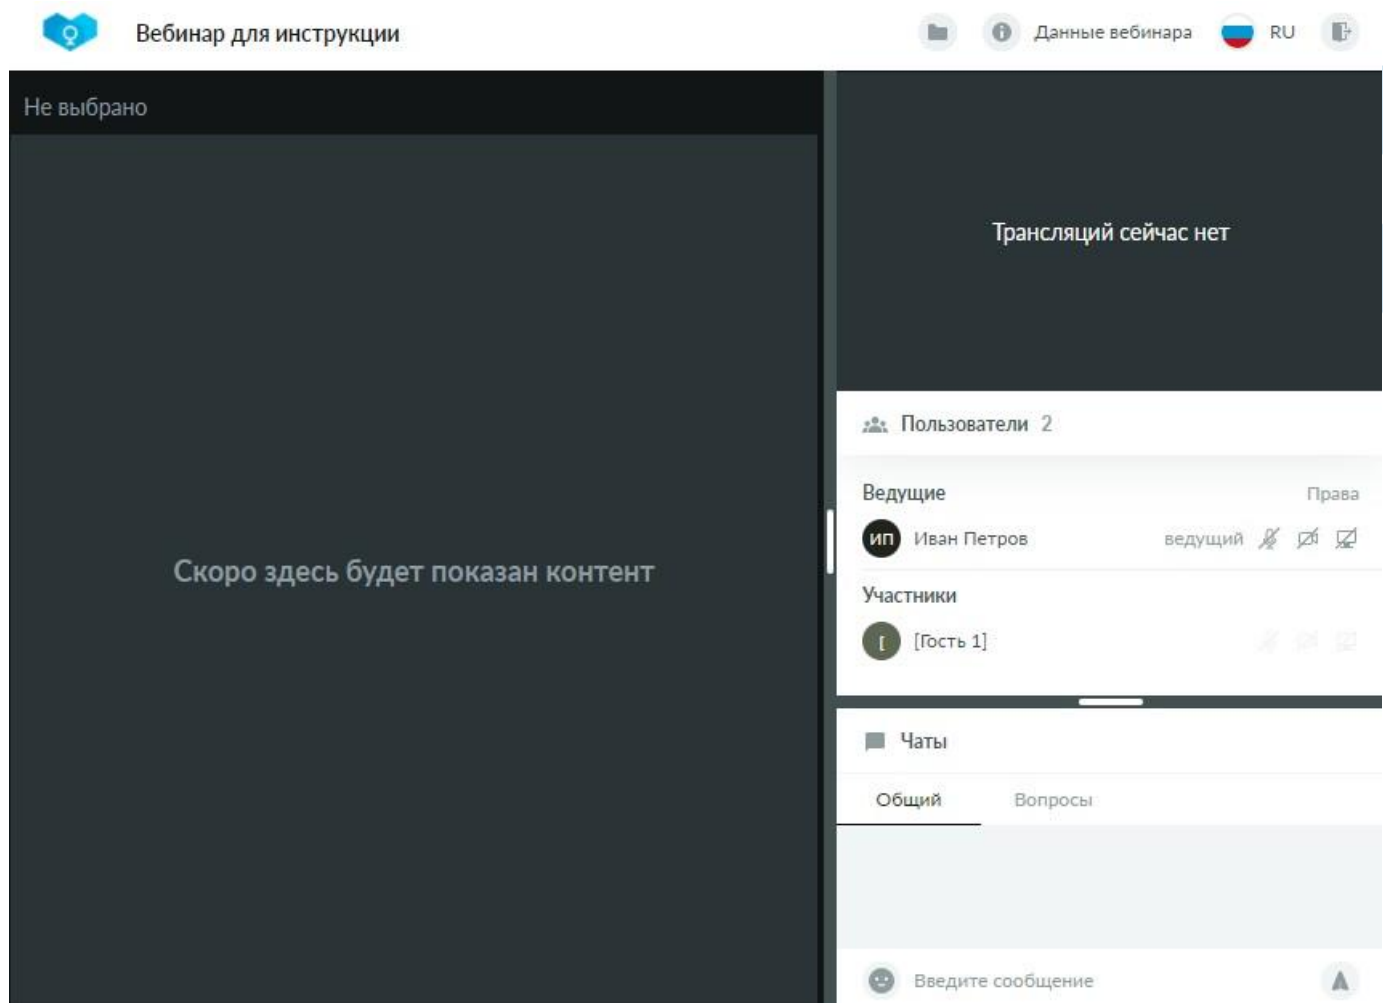 Вебинар для инструкции
Данные вебинара
RU
Не выбрано
Скоро здесь будет показан контент
Трансляций сейчас нет
Пользователи 2
Ведущие Права
ИП Иван Петров ведущий
Участники
[ [Гость 1]
Чаты
Общий Вопросы
Введите сообщение